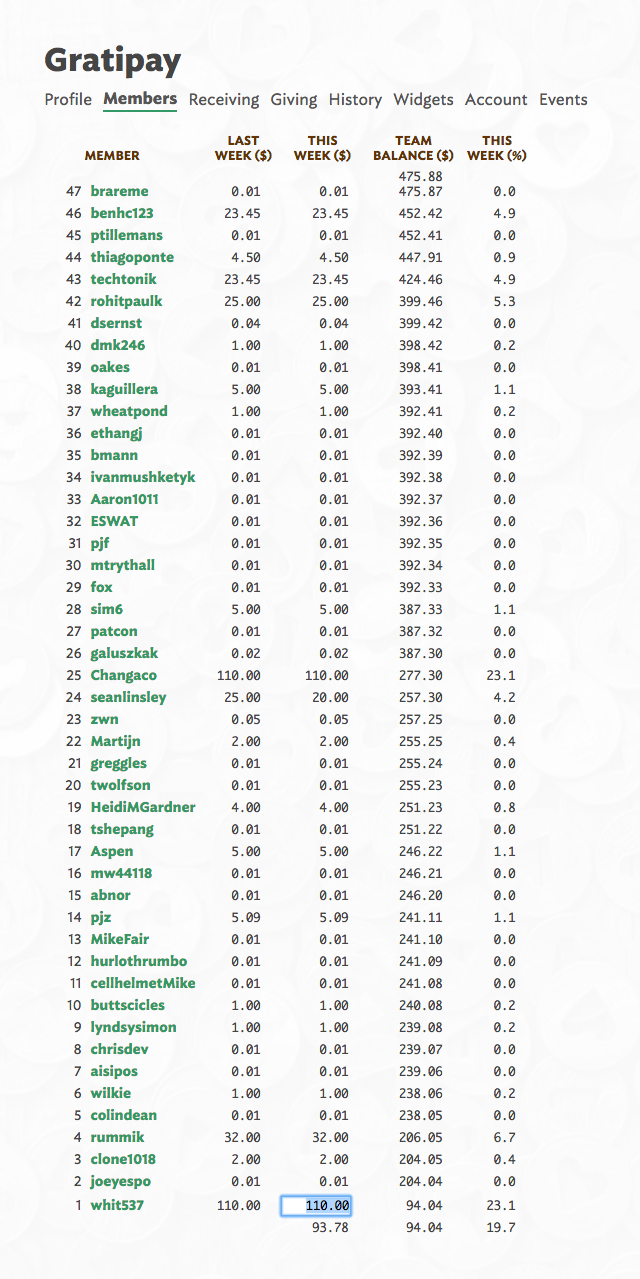 Gratipay
Profile Members Receiving Giving History Widgets Account Events
LAST THIS TEAM THIS
MEMBER WEEK ($) WEEK ($) BALANCE ($) WEEK (%)
475.88
47 brareme 0.01 0.01 475.87 0.0
46 benhc123 23.45 23.45 452.42 4.9
45 ptillemans 0.01 0.01 452.41 0.0
44 thiagoponte 4.50 4.50 447.91 0.9
43 techtonik 23.45 23.45 424.46 4.9
42 rohitpaulk 25.00 25.00 399.46 5.3
41 dsernst 0.04 0.04 399.42 0.0
40 dmk246 1.00 1.00 398.42 0.2
39 oakes 0.01 0.01 398.41 0.0
38 kaguillera 5.00 5.00 393.41 1.1
37 wheatpond 1.00 1.00 392.41 0.2
36 ethangj 0.01 0.01 392.40 0.0
35 bmann 0.01 0.01 392.39 0.0
34 ivanmushketyk 0.01 0.01 392.38 0.0
33 Aaron1011 0.01 0.01 392.37 0.0
32 ESWAT 0.01 0.01 392.36 0.0
31 pjf 0.01 0.01 392.35 0.0
30 mtrythall 0.01 0.01 392.34 0.0
29 fox 0.01 0.01 392.33 0.0
28 sim6 5.00 5.00 387.33 1.1
27 patcon 0.01 0.01 387.32 0.0
26 galuszkak 0.02 0.02 387.30 0.0
25 Changaco 110.00 110.00 277.30 23.1
24 seanlinsley 25.00 20.00 257.30 4.2
23 zwn 0.05 0.05 257.25 0.0
22 Martijn 2.00 2.00 255.25 0.4
21 greggles 0.01 0.01 255.24 0.0
20 twolfson 0.01 0.01 255.23 0.0
19 HeidiMGardner 4.00 4.00 251.23 0.8
18 tshepang 0.01 0.01 251.22 0.0
17 Aspen 5.00 5.00 246.22 1.1
16 mw44118 0.01 0.01 246.21 0.0
15 abnor 0.01 0.01 246.20 0.0
14 pjz 5.09 5.09 241.11 1.1
13 MikeFair 0.01 0.01 241.10 0.0
12 hurlothrumbo 0.01 0.01 241.09 0.0
11 cellhelmetMike 0.01 0.01 241.08 0.0
10 buttscicles 1.00 1.00 240.08 0.2
9 lyndsysimon 1.00 1.00 239.08 0.2
8 chrisdev 0.01 0.01 239.07 0.0
7 aisipos 0.01 0.01 239.06 0.0
6 wilkie 1.00 1.00 238.06 0.2
5 colindean 0.01 0.01 238.05 0.0
4 rummik 32.00 32.00 206.05 6.7
3 clone1018 2.00 2.00 204.05 0.4
2 joeyespo 0.01 0.01 204.04 0.0
1 whit537 110.00 110.00 94.04 23.1
93.78 94.04 19.7